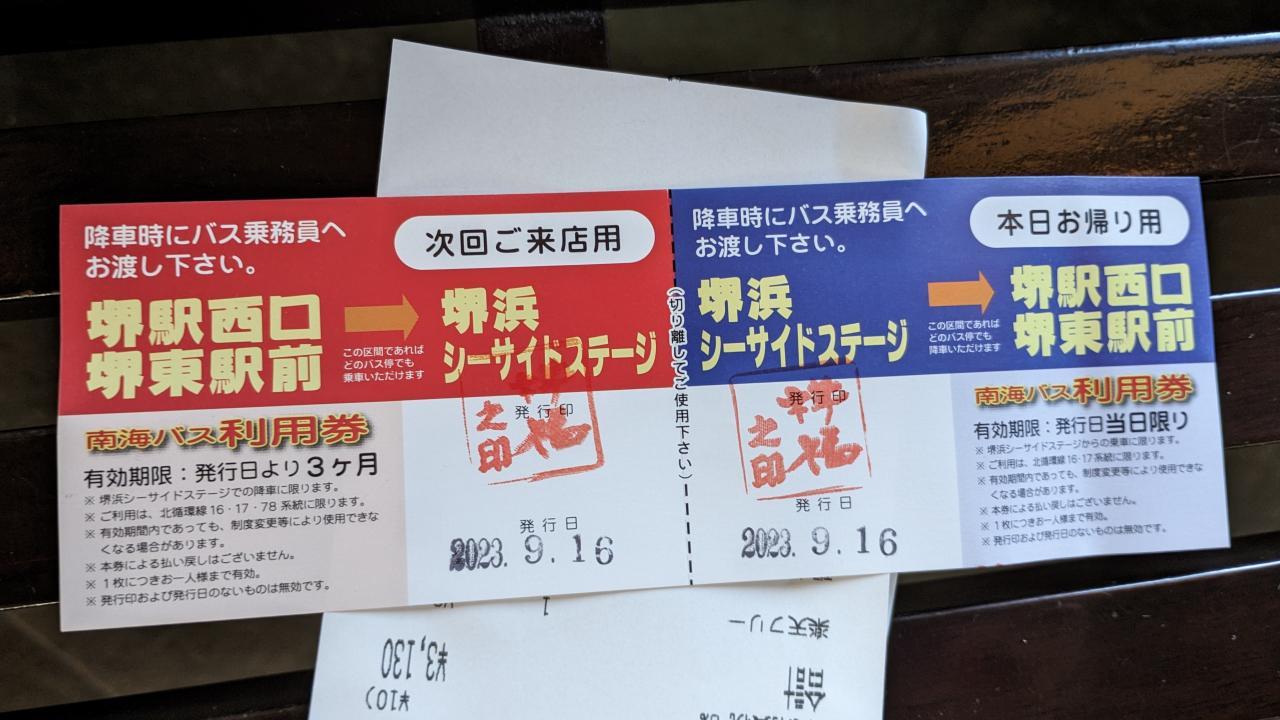 降車時にバス乗務員へ
お渡し下さい。
次回ご来店用
堺駅西口
堺東駅前
この区間であれば
どのバス停でも
乗車いただけます
堺浜
シーサイドステージ
南海バス利用券
有効期限：発行日より3ヶ月
※ 堺浜シーサイドステージでの降車に限ります。
※ ご利用は、北循環線16・17・78系統に限ります。
※ 有効期間内であっても、制度変更等により使用できな
くなる場合があります。
※ 本券による払い戻しはございません。
※ 1枚につきお一人様まで有効。
※ 発行印および発行日のないものは無効です。
発行印
之印
発行日
2023. 9. 16
（切り離してご使用下さい）
降車時にバス乗務員へ
お渡し下さい。
本日お帰り用
堺浜
シーサイドステージ
この区間であれば
どのバス停でも
降車いただけます
堺駅西口
堺東駅前
発行印
之印
発行日
2023. 9. 16
南海バス利用券
有効期限：発行日当日限り
※ 堺浜シーサイドステージからの乗車に限ります。
※ ご利用は、北循環線16・17系統に限ります。
※ 有効期間内であっても、制度変更等により使用できな
くなる場合があります。
※ 本券による払い戻しはございません。
※ 1枚につきお一人様まで有効。
※ 発行印および発行日のないものは無効です。
1
楽天フリー
合計
¥3,130
¥10)